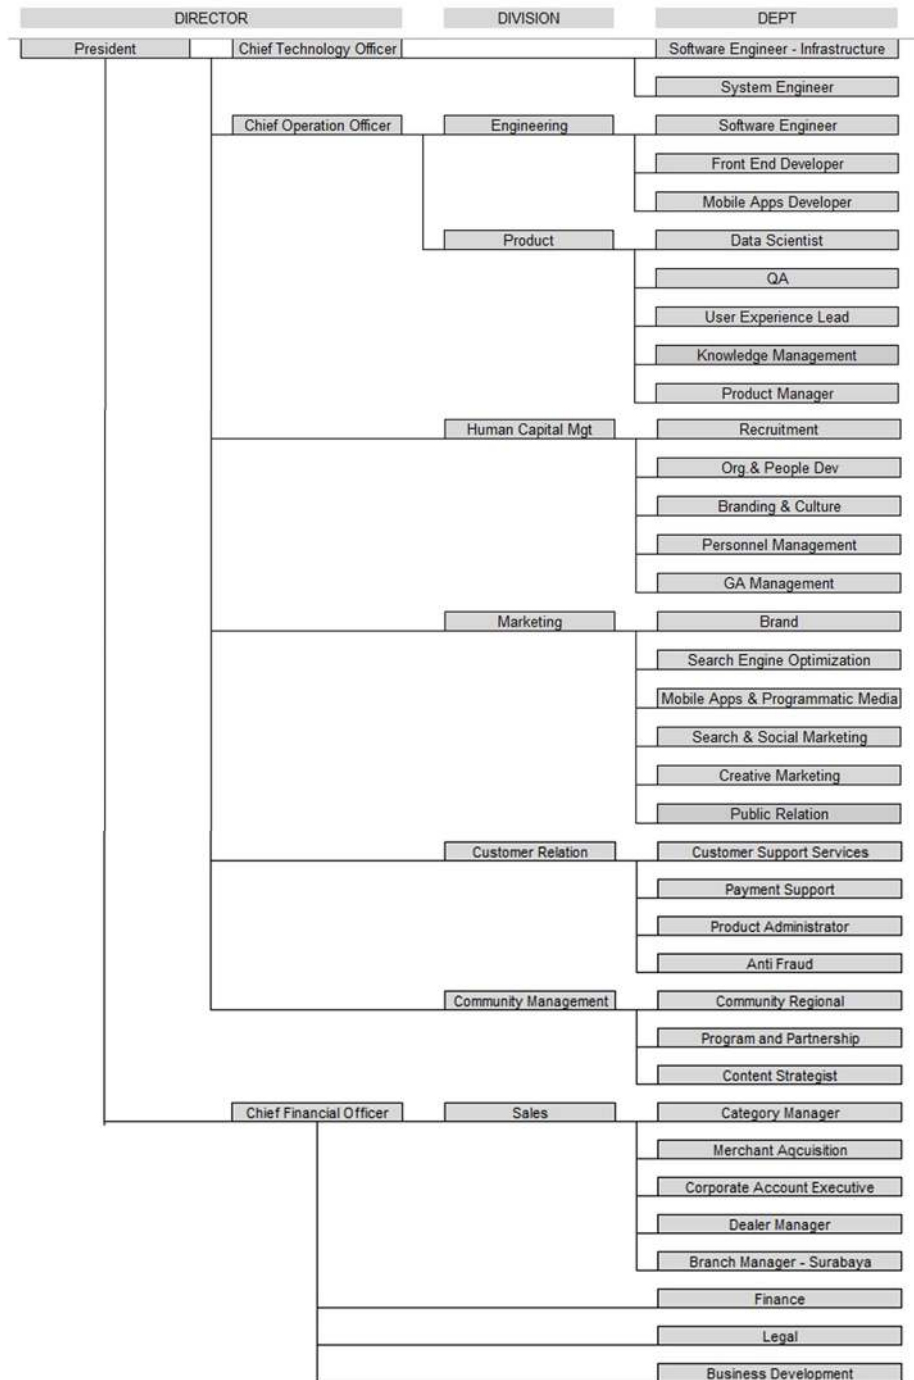 DIRECTOR DIVISION DEPT
President Chief Technology Officer Software Engineer - Infrastructure
System Engineer
Chief Operation Officer Engineering Software Engineer
Front End Developer
Mobile Apps Developer
Product Data Scientist
QA
User Experience Lead
Knowledge Management
Product Manager
Human Capital Mgt Recruitment
Org.& People Dev
Branding & Culture
Personnel Management
GA Management
Marketing Brand
Search Engine Optimization
Mobile Apps & Programmatic Media
Search & Social Marketing
Creative Marketing
Public Relation
Customer Relation Customer Support Services
Payment Support
Product Administrator
Anti Fraud
Community Management Community Regional
Program and Partnership
Content Strategist
Chief Financial Officer Sales Category Manager
Merchant Aqcuisition
Corporate Account Executive
Dealer Manager
Branch Manager - Surabaya
Finance
Legal
Business Development